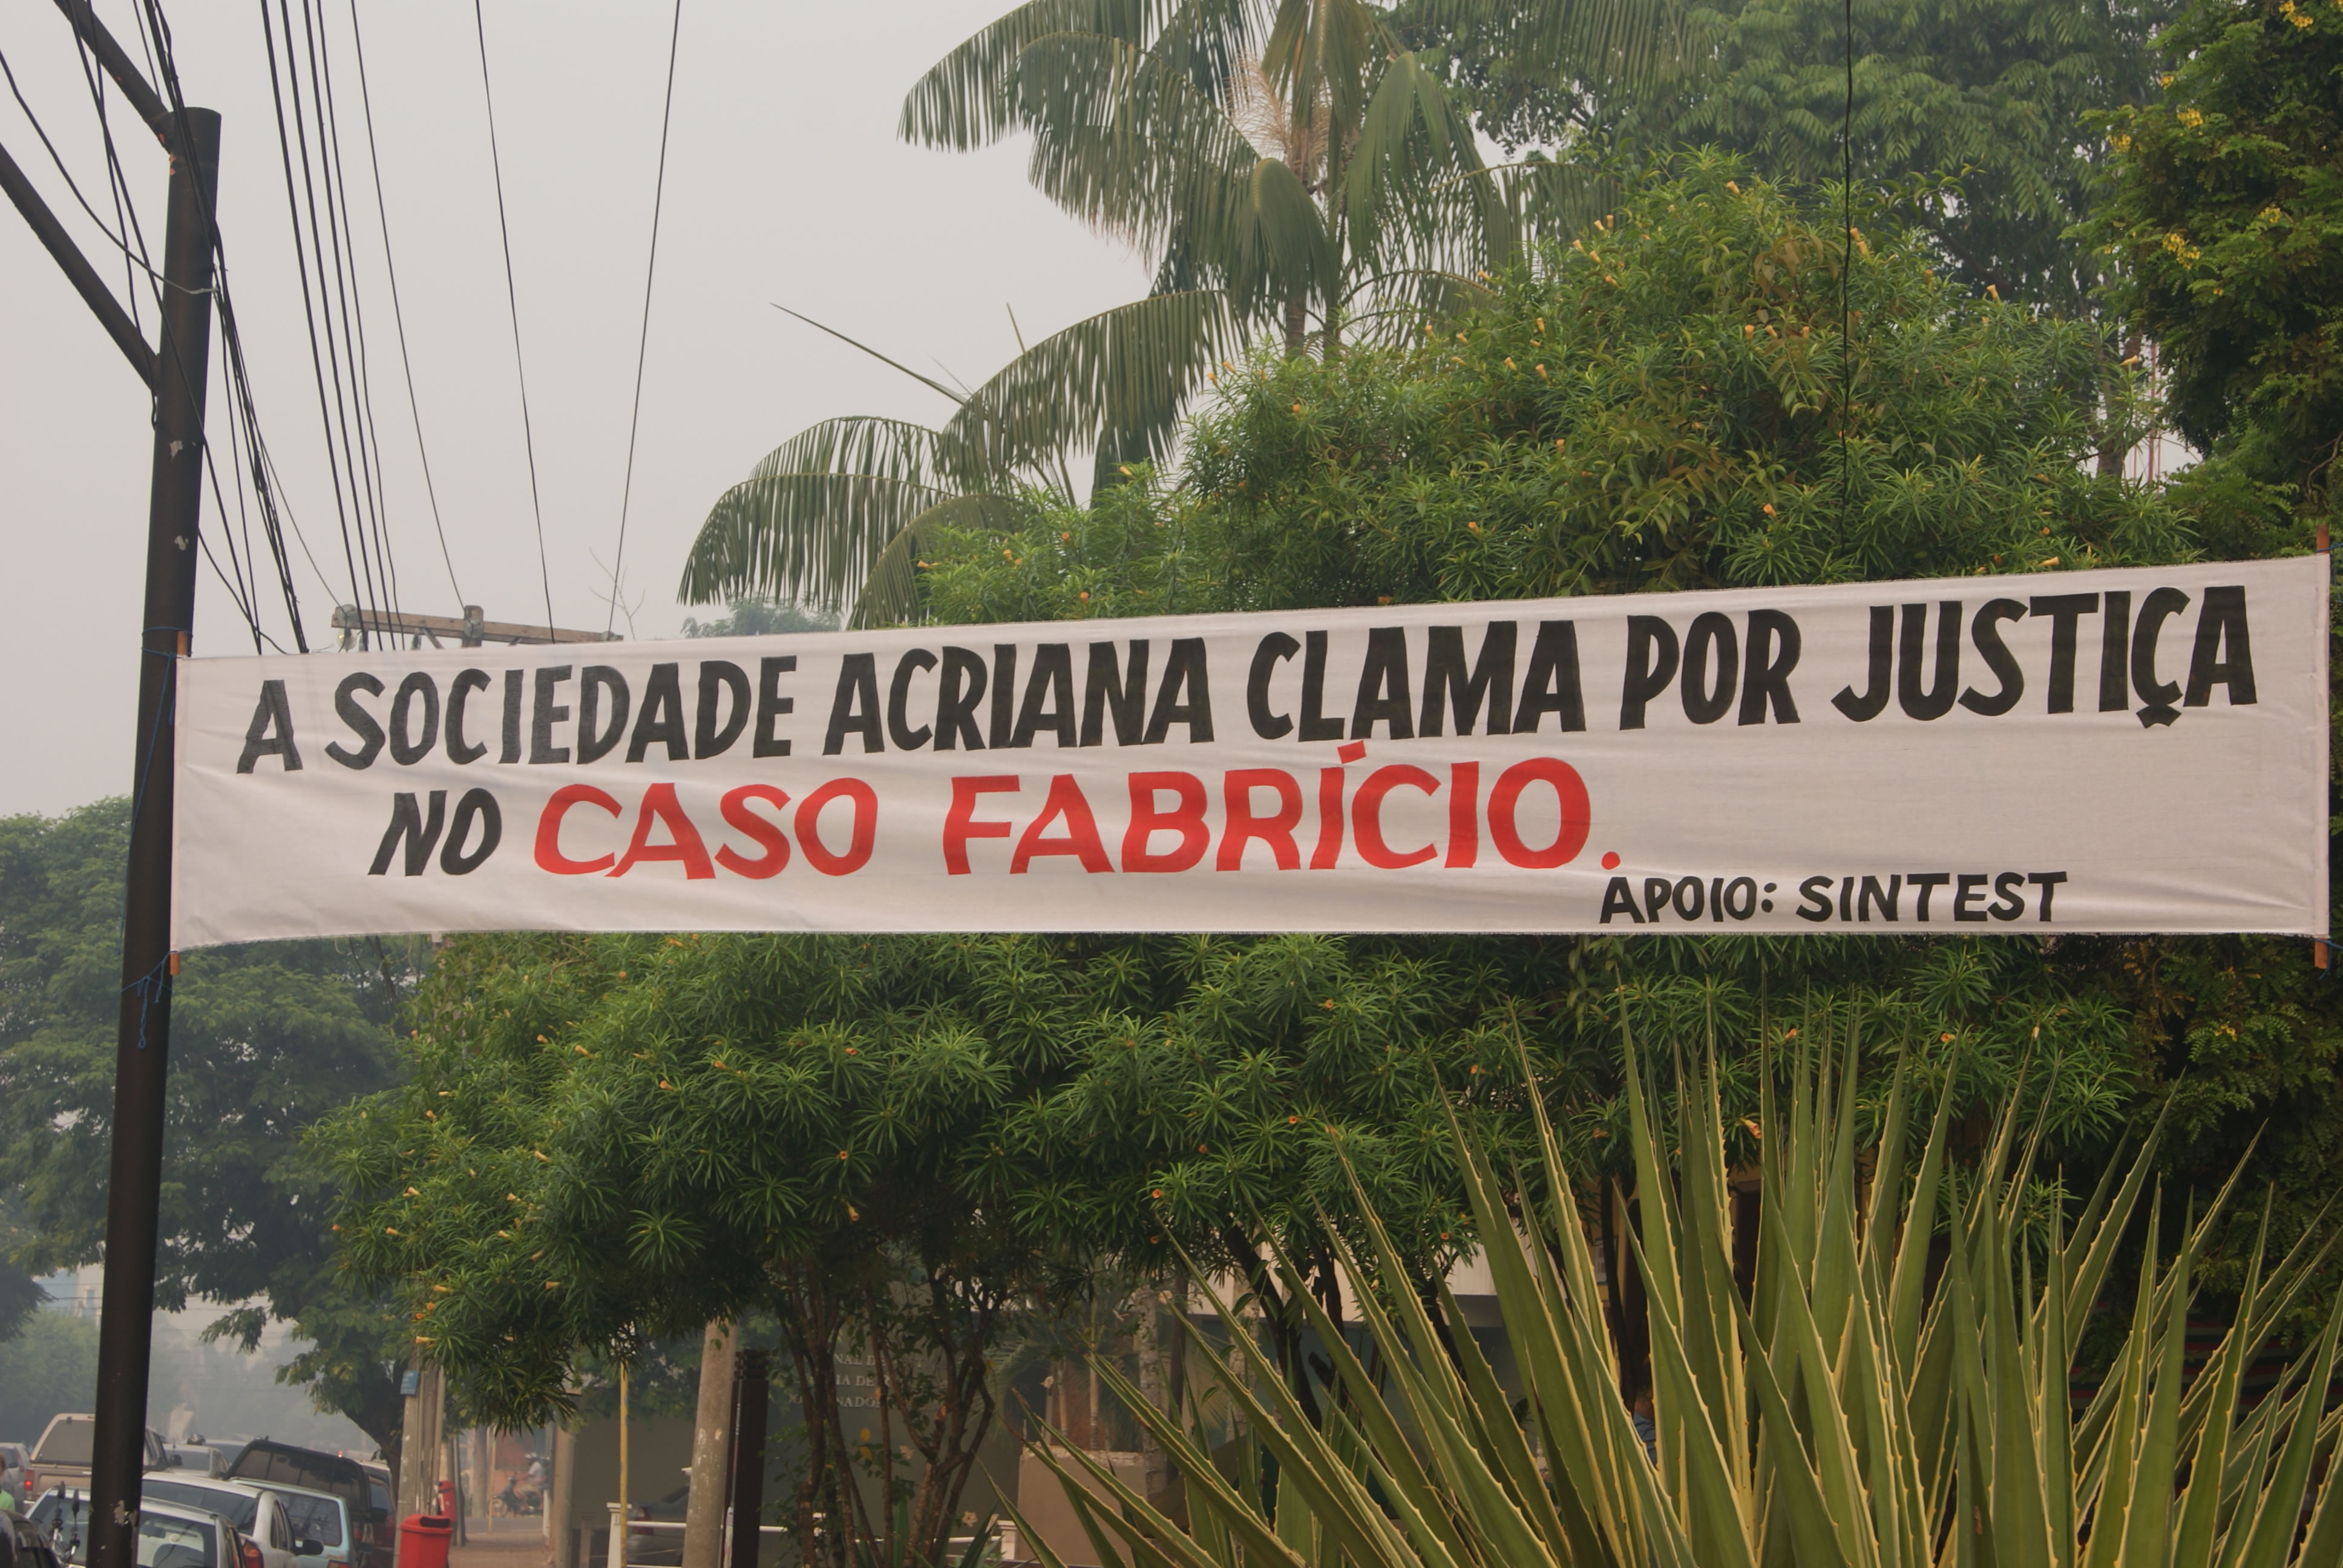 A SOCIEDADE ACRIANA CLAMA POR JUSTIÇA
NO CASO FABRÍCIO.
APOIO: SINTEST